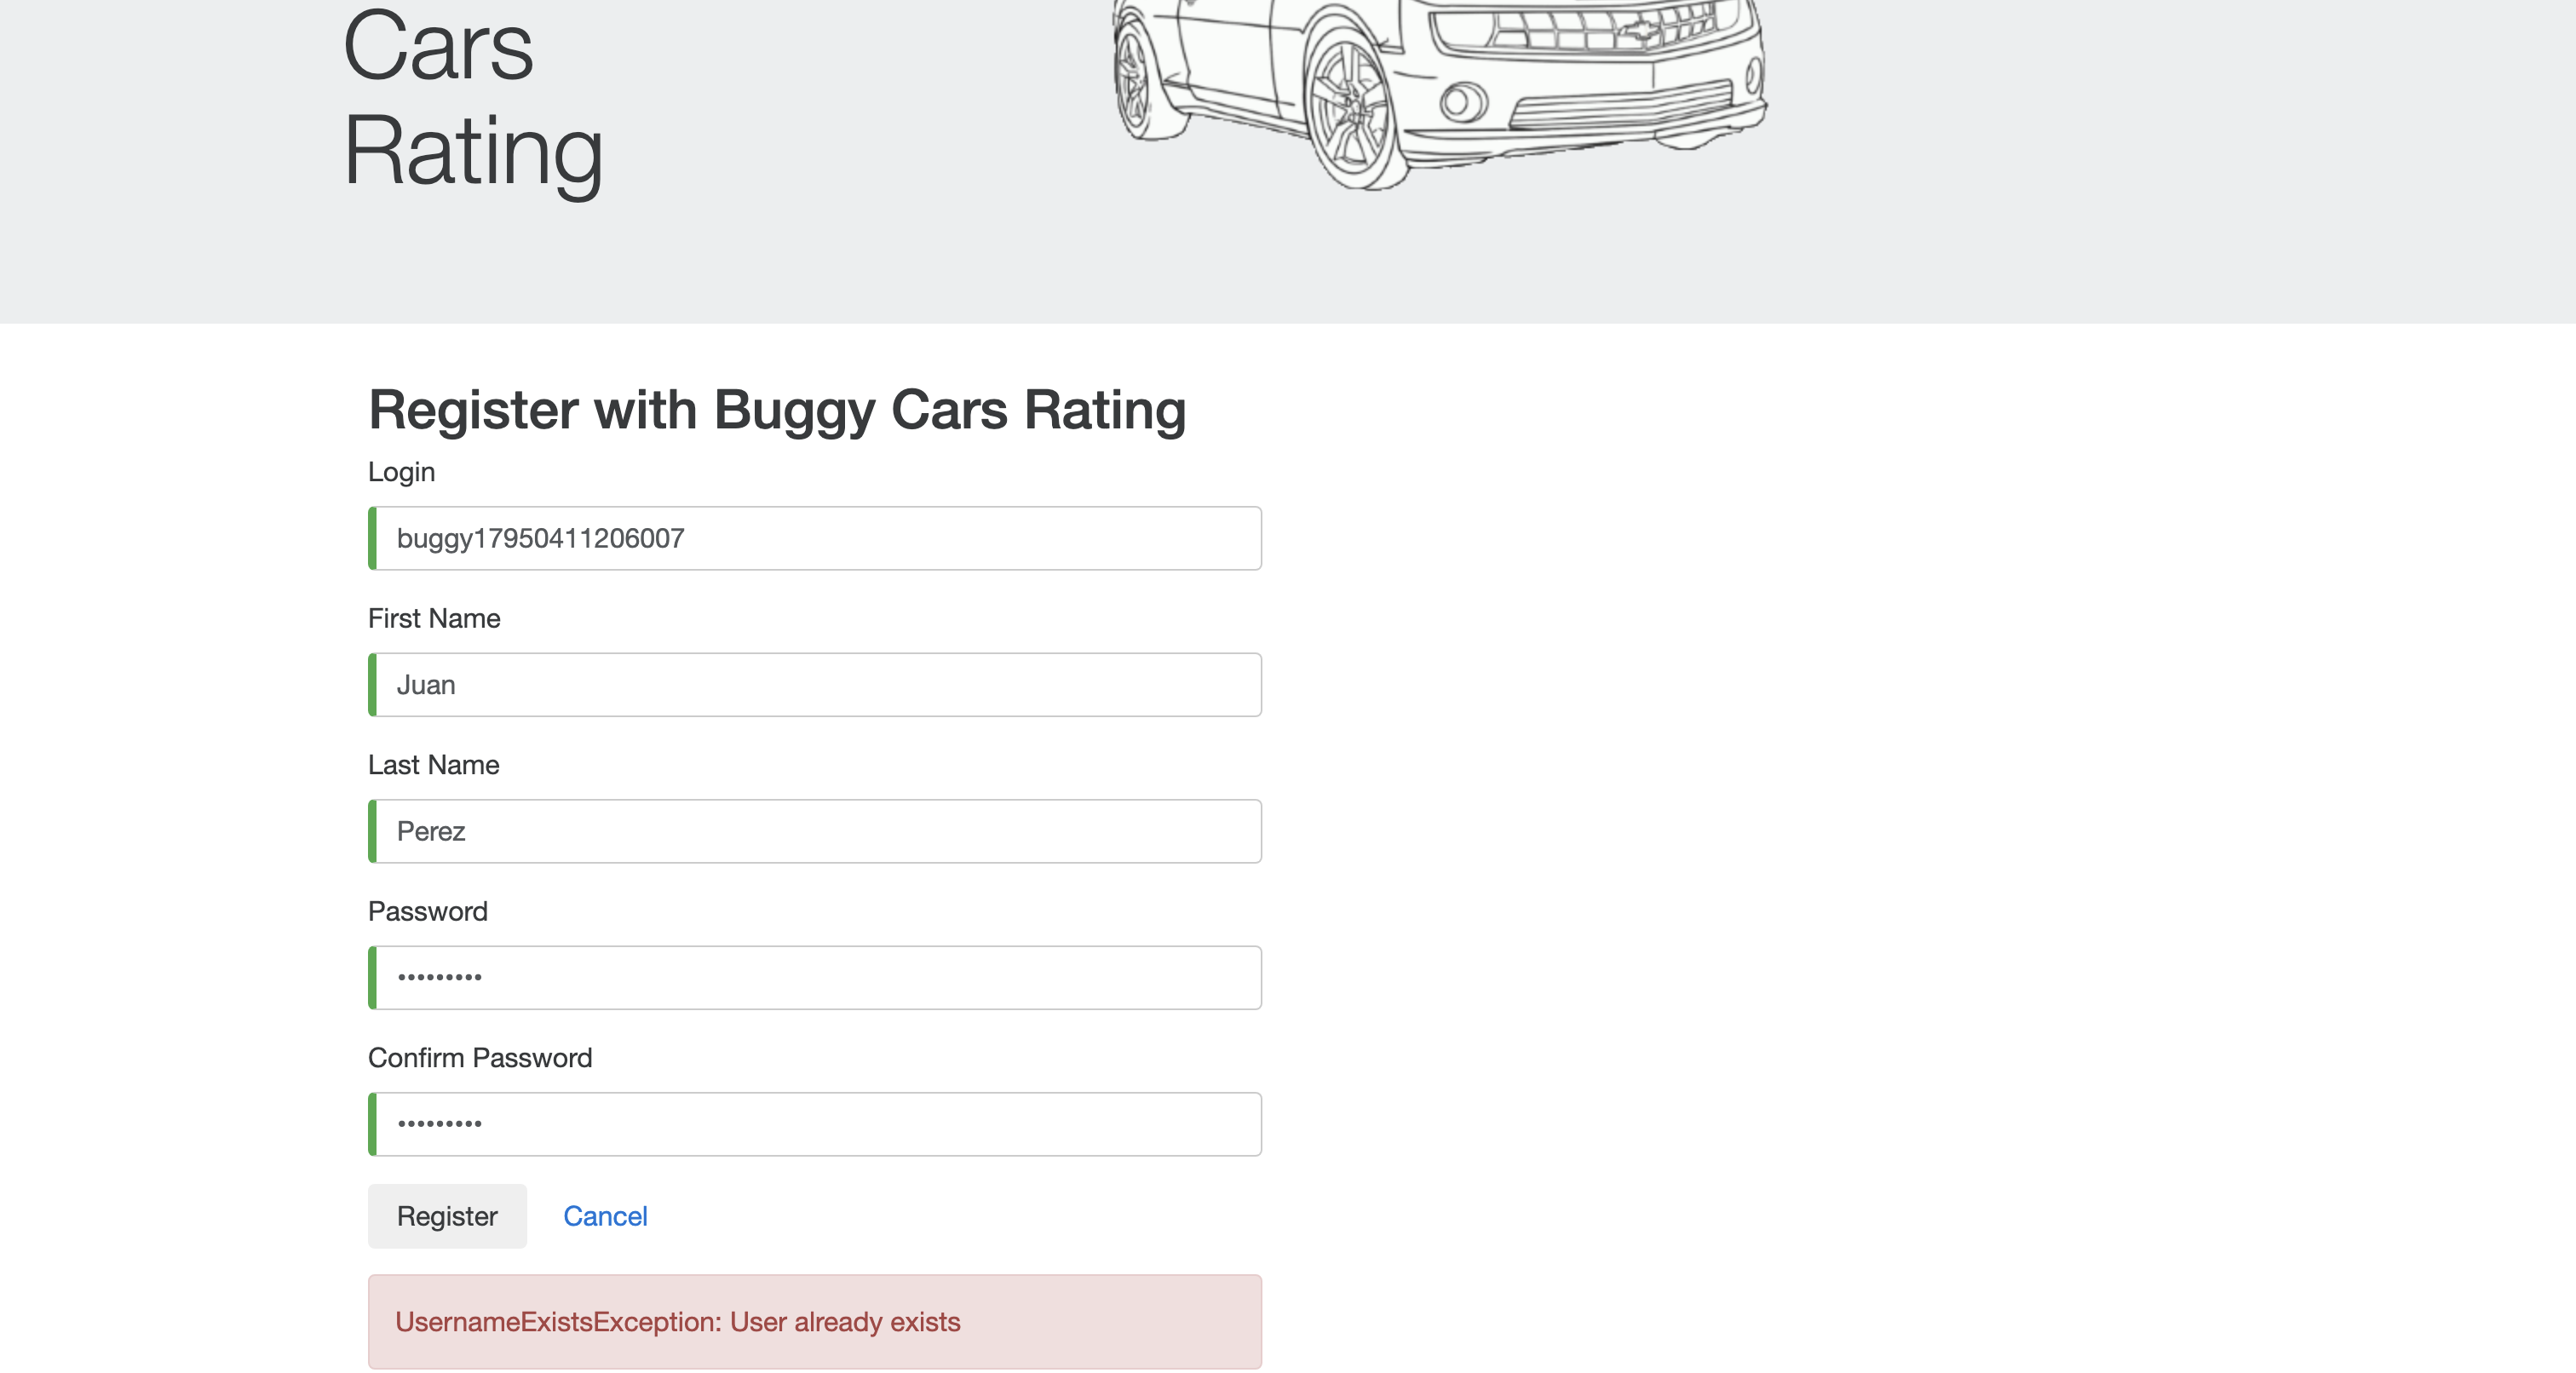 Cars
Rating
Register with Buggy Cars Rating
Login
buggy17950411206007
First Name
Juan
Last Name
Perez
Password
•••••••••
Confirm Password
•••••••••
Register Cancel
UsernameExistsException: User already exists